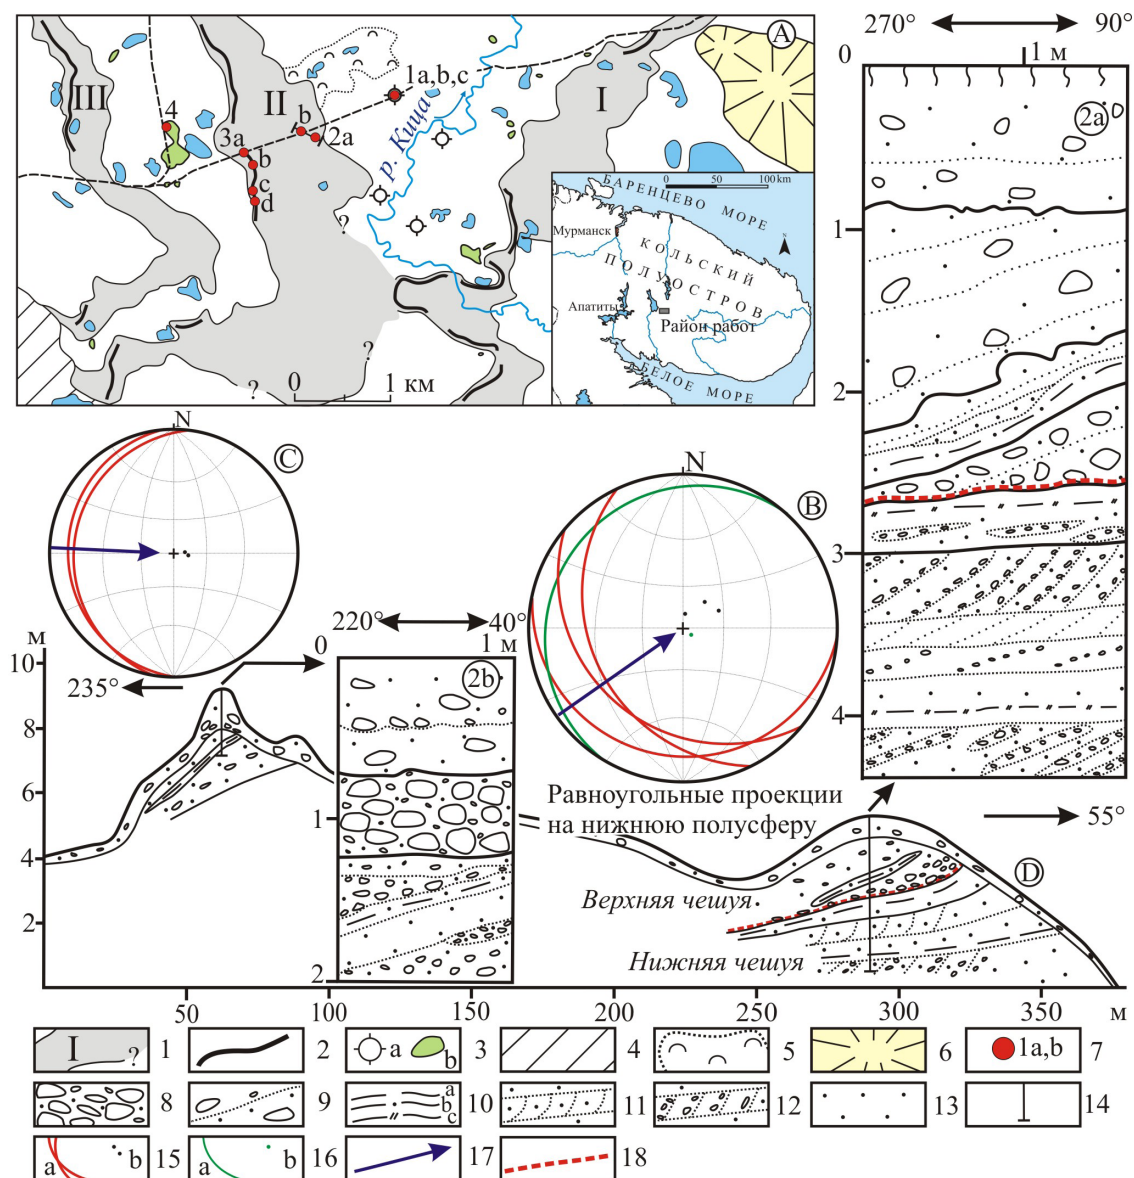 A
III
II
I
4
3a
b
c
d
b
2a
1a,b,c
р. Кица
?
?
?
0 1 км
0 50 100 km
БАРЕНЦЕВО МОРЕ
Мурманск
N
КОЛЬСКИЙ
ПОЛУОСТРОВ
Апатиты
Район работ
БЕЛОЕ МОРЕ
270° 90°
0 1 м
2a
1
2
3
4
N
C
N
B
Равноугольные проекции
на нижнюю полусферу
м
10
8
6
4
2
235°
220° 40°
0 1 м
2b
1
2
55°
D
Верхняя чешуя
Нижняя чешуя
50 100 150 200 250 300 350 м
I ? 1
2
a b 3
4
5
6
1a,b 7
8
9
a b c 10
11
12
13
14
a b 15
a b 16
17
18